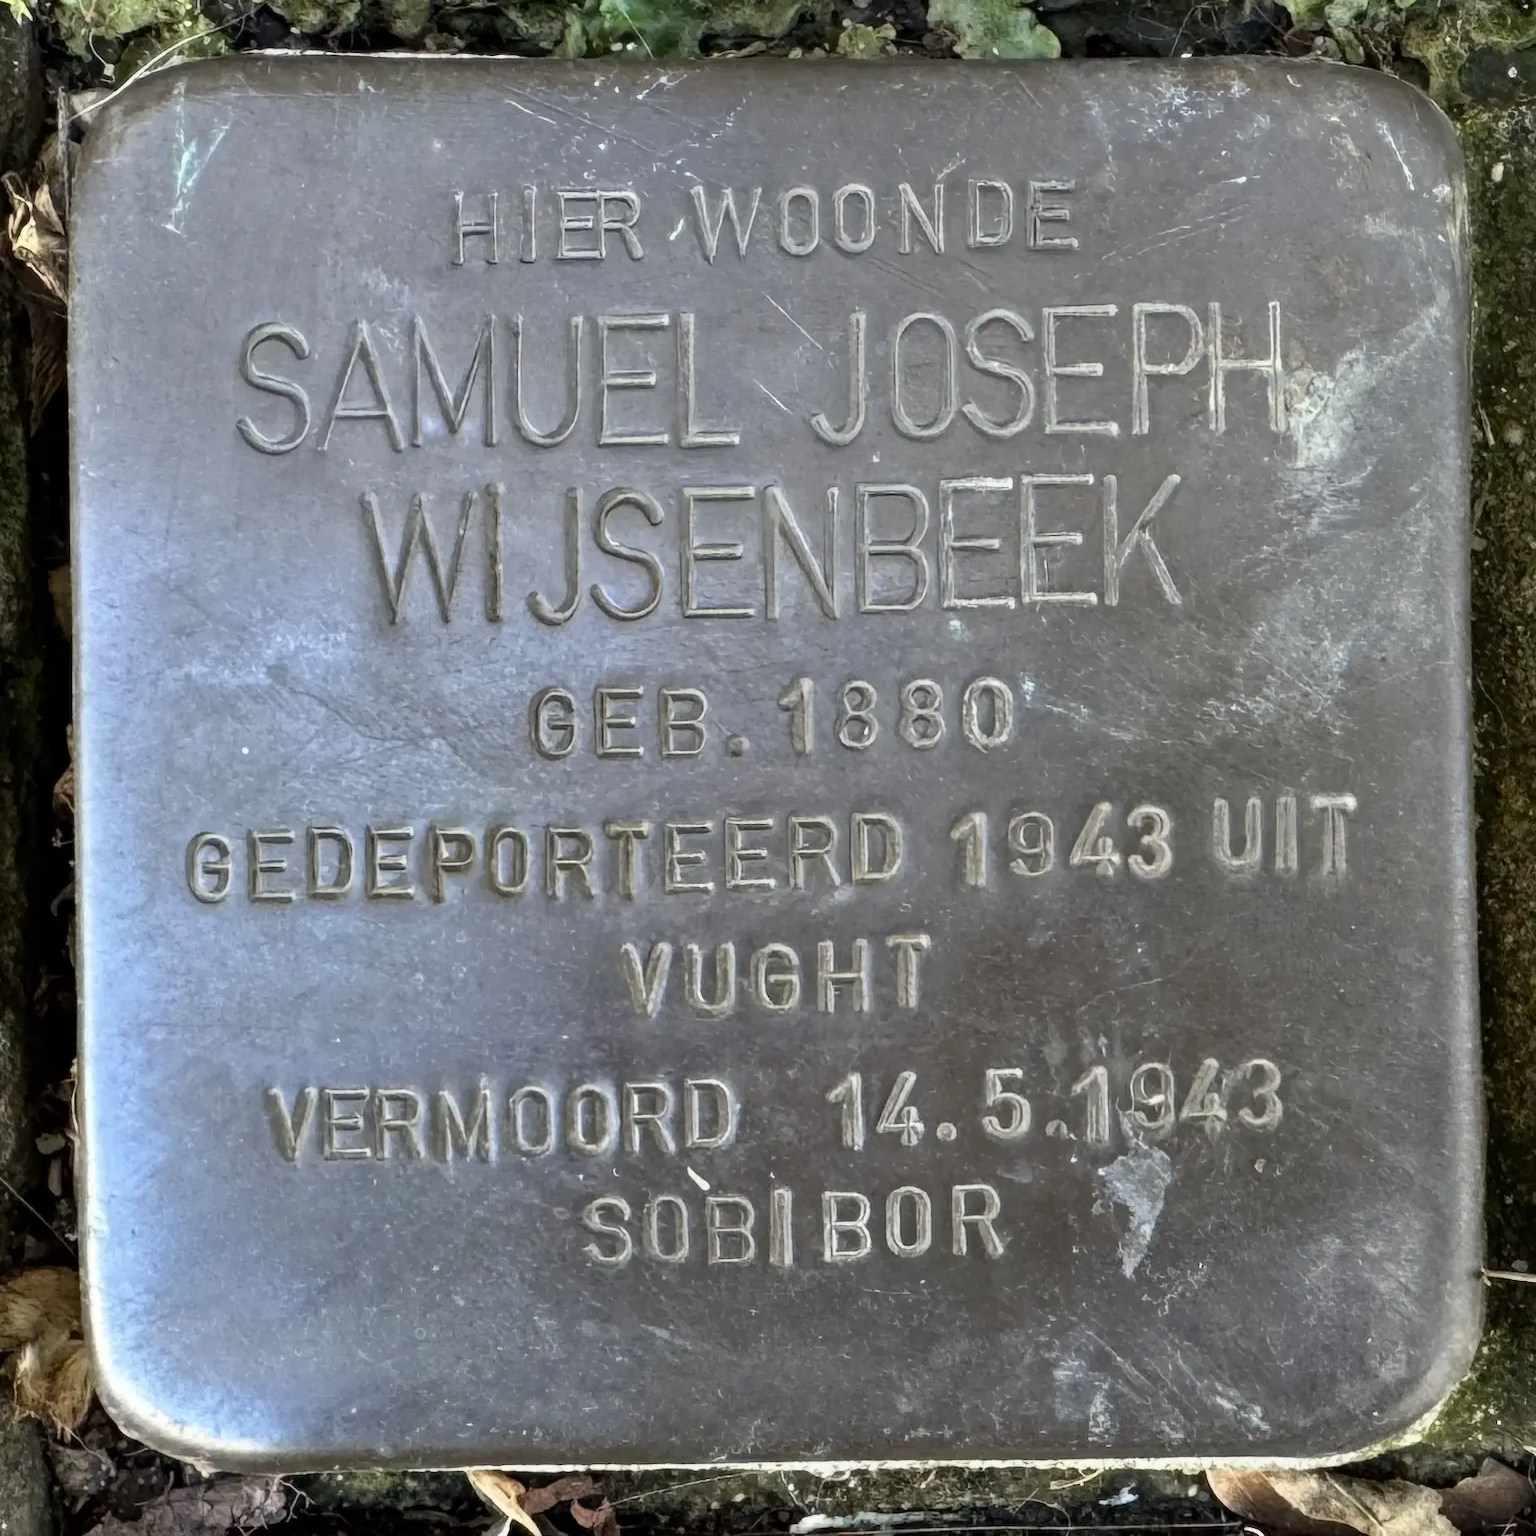 HIER WOONDE
SAMUEL JOSEPH
WIJSENBEEK
GEB. 1880
GEDEPORTEERD 1943 UIT
VUGHT
VERMOORD 14.5.1943
SOBIBOR